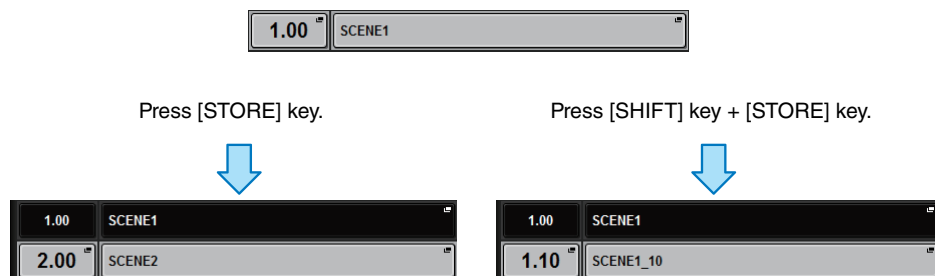 1.00 SCENE1
Press [STORE] key. Press [SHIFT] key + [STORE] key.
1.00 SCENE1 1.00 SCENE1
2.00 SCENE2 1.10 SCENE1_10